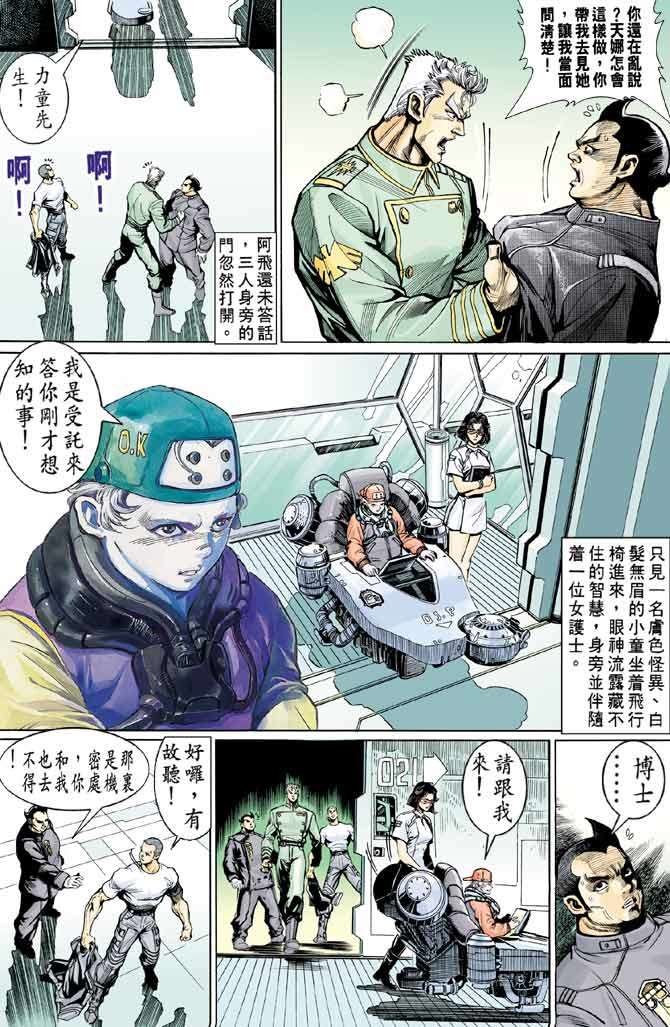 你還在亂說
?天娜怎會
這樣做,你
帶我去見她
,讓我當面
問清楚!
力童先
生!
啊!
啊!
阿飛還未答話
,三人身旁的
門忽然打開。
只見一名膚色怪異、白
髮無眉的小童坐着飛行
椅進來,眼神流露藏不
住的智慧,身旁並伴隨
着一位女護士。
我是受託來
答你剛才想
知的事!
O.K
博士
……
請跟我
來!
021
好囉,有
故聽!
那裏
是機
密處
,你
和我
也去
不得
!